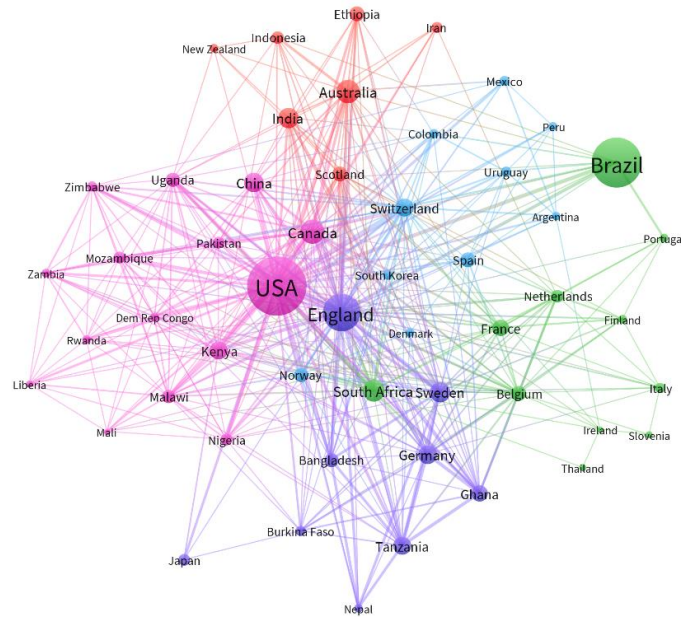 Ethiopia
Iran
Indonesia
New Zealand
Australia
Mexico
India
Colombia
Peru
Brazil
Scotland
Uruguay
Zimbabwe
Uganda
China
Switzerland
Argentina
Canada
Pakistan
Portuga
Mozambique
Zambia
South Korea
Spain
USA
Netherlands
England
Dem Rep Congo
Denmark
France
Finland
Rwanda
Kenya
Norway
Liberia
Malawi
South Africa
Sweden
Belgium
Italy
Mali
Nigeria
Ireland
Slovenia
Bangladesh
Germany
Thailand
Ghana
Burkina Faso
Tanzania
Japan
Nepal